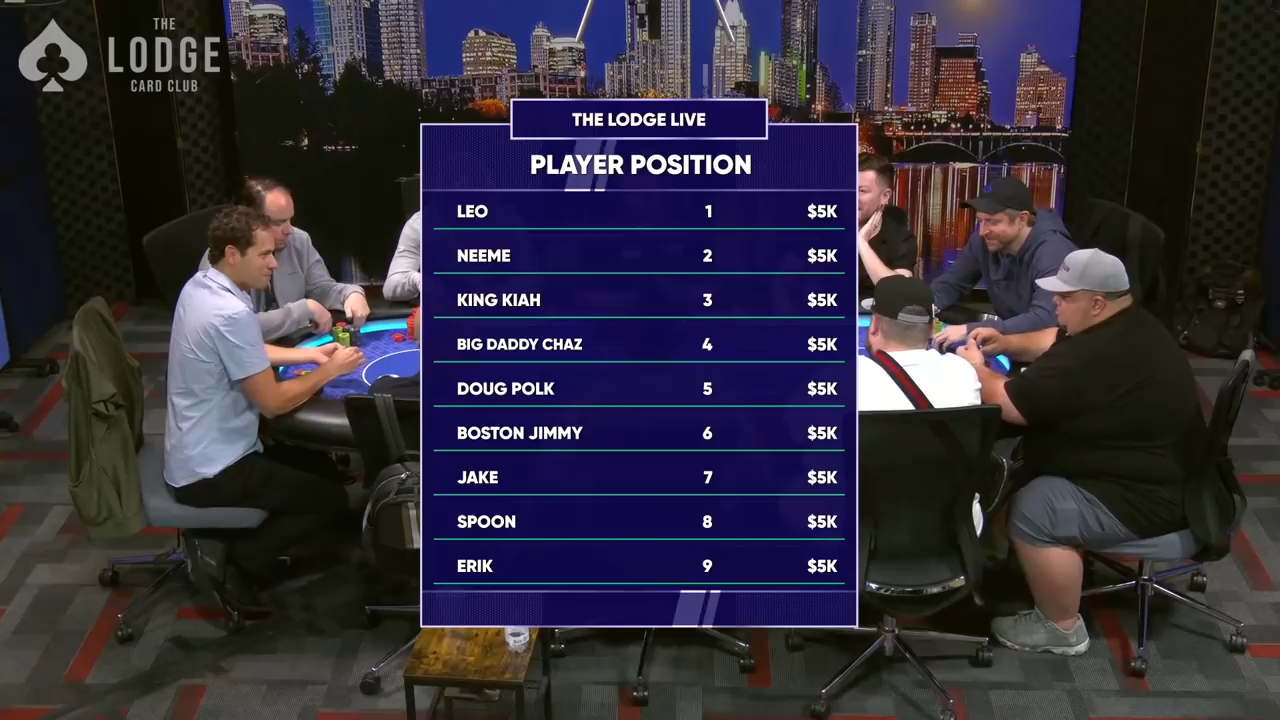 THE
LODGE
CARD CLUB
THE LODGE LIVE
PLAYER POSITION
LEO 1 $5K
NEEME 2 $5K
KING KIAH 3 $5K
BIG DADDY CHAZ 4 $5K
DOUG POLK 5 $5K
BOSTON JIMMY 6 $5K
JAKE 7 $5K
SPOON 8 $5K
ERIK 9 $5K